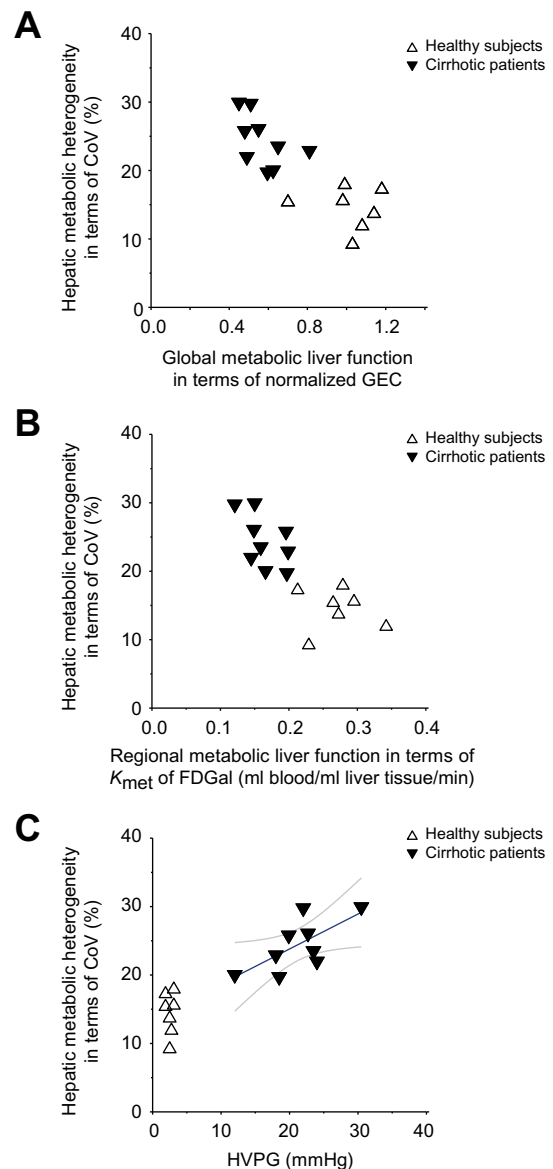 A
Hepatic metabolic heterogeneity
in terms of CoV (%)
40
30
20
10
0
0.0 0.4 0.8 1.2
Global metabolic liver function
in terms of normalized GEC
Healthy subjects
Cirrhotic patients
B
Hepatic metabolic heterogeneity
in terms of CoV (%)
40
30
20
10
0
0.0 0.1 0.2 0.3 0.4
Regional metabolic liver function in terms of
Kmet of FDGal (ml blood/ml liver tissue/min)
Healthy subjects
Cirrhotic patients
C
Hepatic metabolic heterogeneity
in terms of CoV (%)
40
30
20
10
0
0 10 20 30 40
HVPG (mmHg)
Healthy subjects
Cirrhotic patients